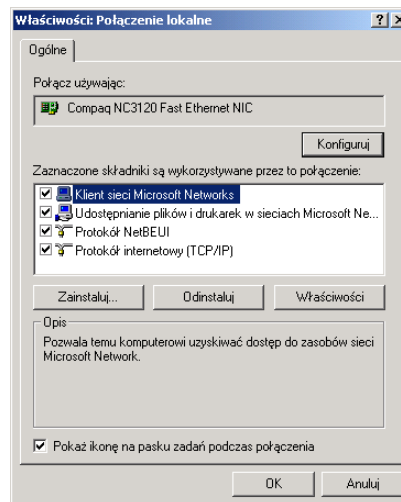 Właściwości: Połączenie lokalne
Ogólne
Połącz używając:
Compaq NC3120 Fast Ethernet NIC
Konfiguruj
Zaznaczone składniki są wykorzystywane przez to połączenie:
Klient sieci Microsoft Networks
Udostępnianie plików i drukarek w sieciach Microsoft Ne...
Protokół NetBEUI
Protokół internetowy (TCP/IP)
Zainstaluj... Odinstaluj Właściwości
Opis
Pozwala temu komputerowi uzyskiwać dostęp do zasobów sieci
Microsoft Network.
Pokaż ikonę na pasku zadań podczas połączenia
OK Anuluj